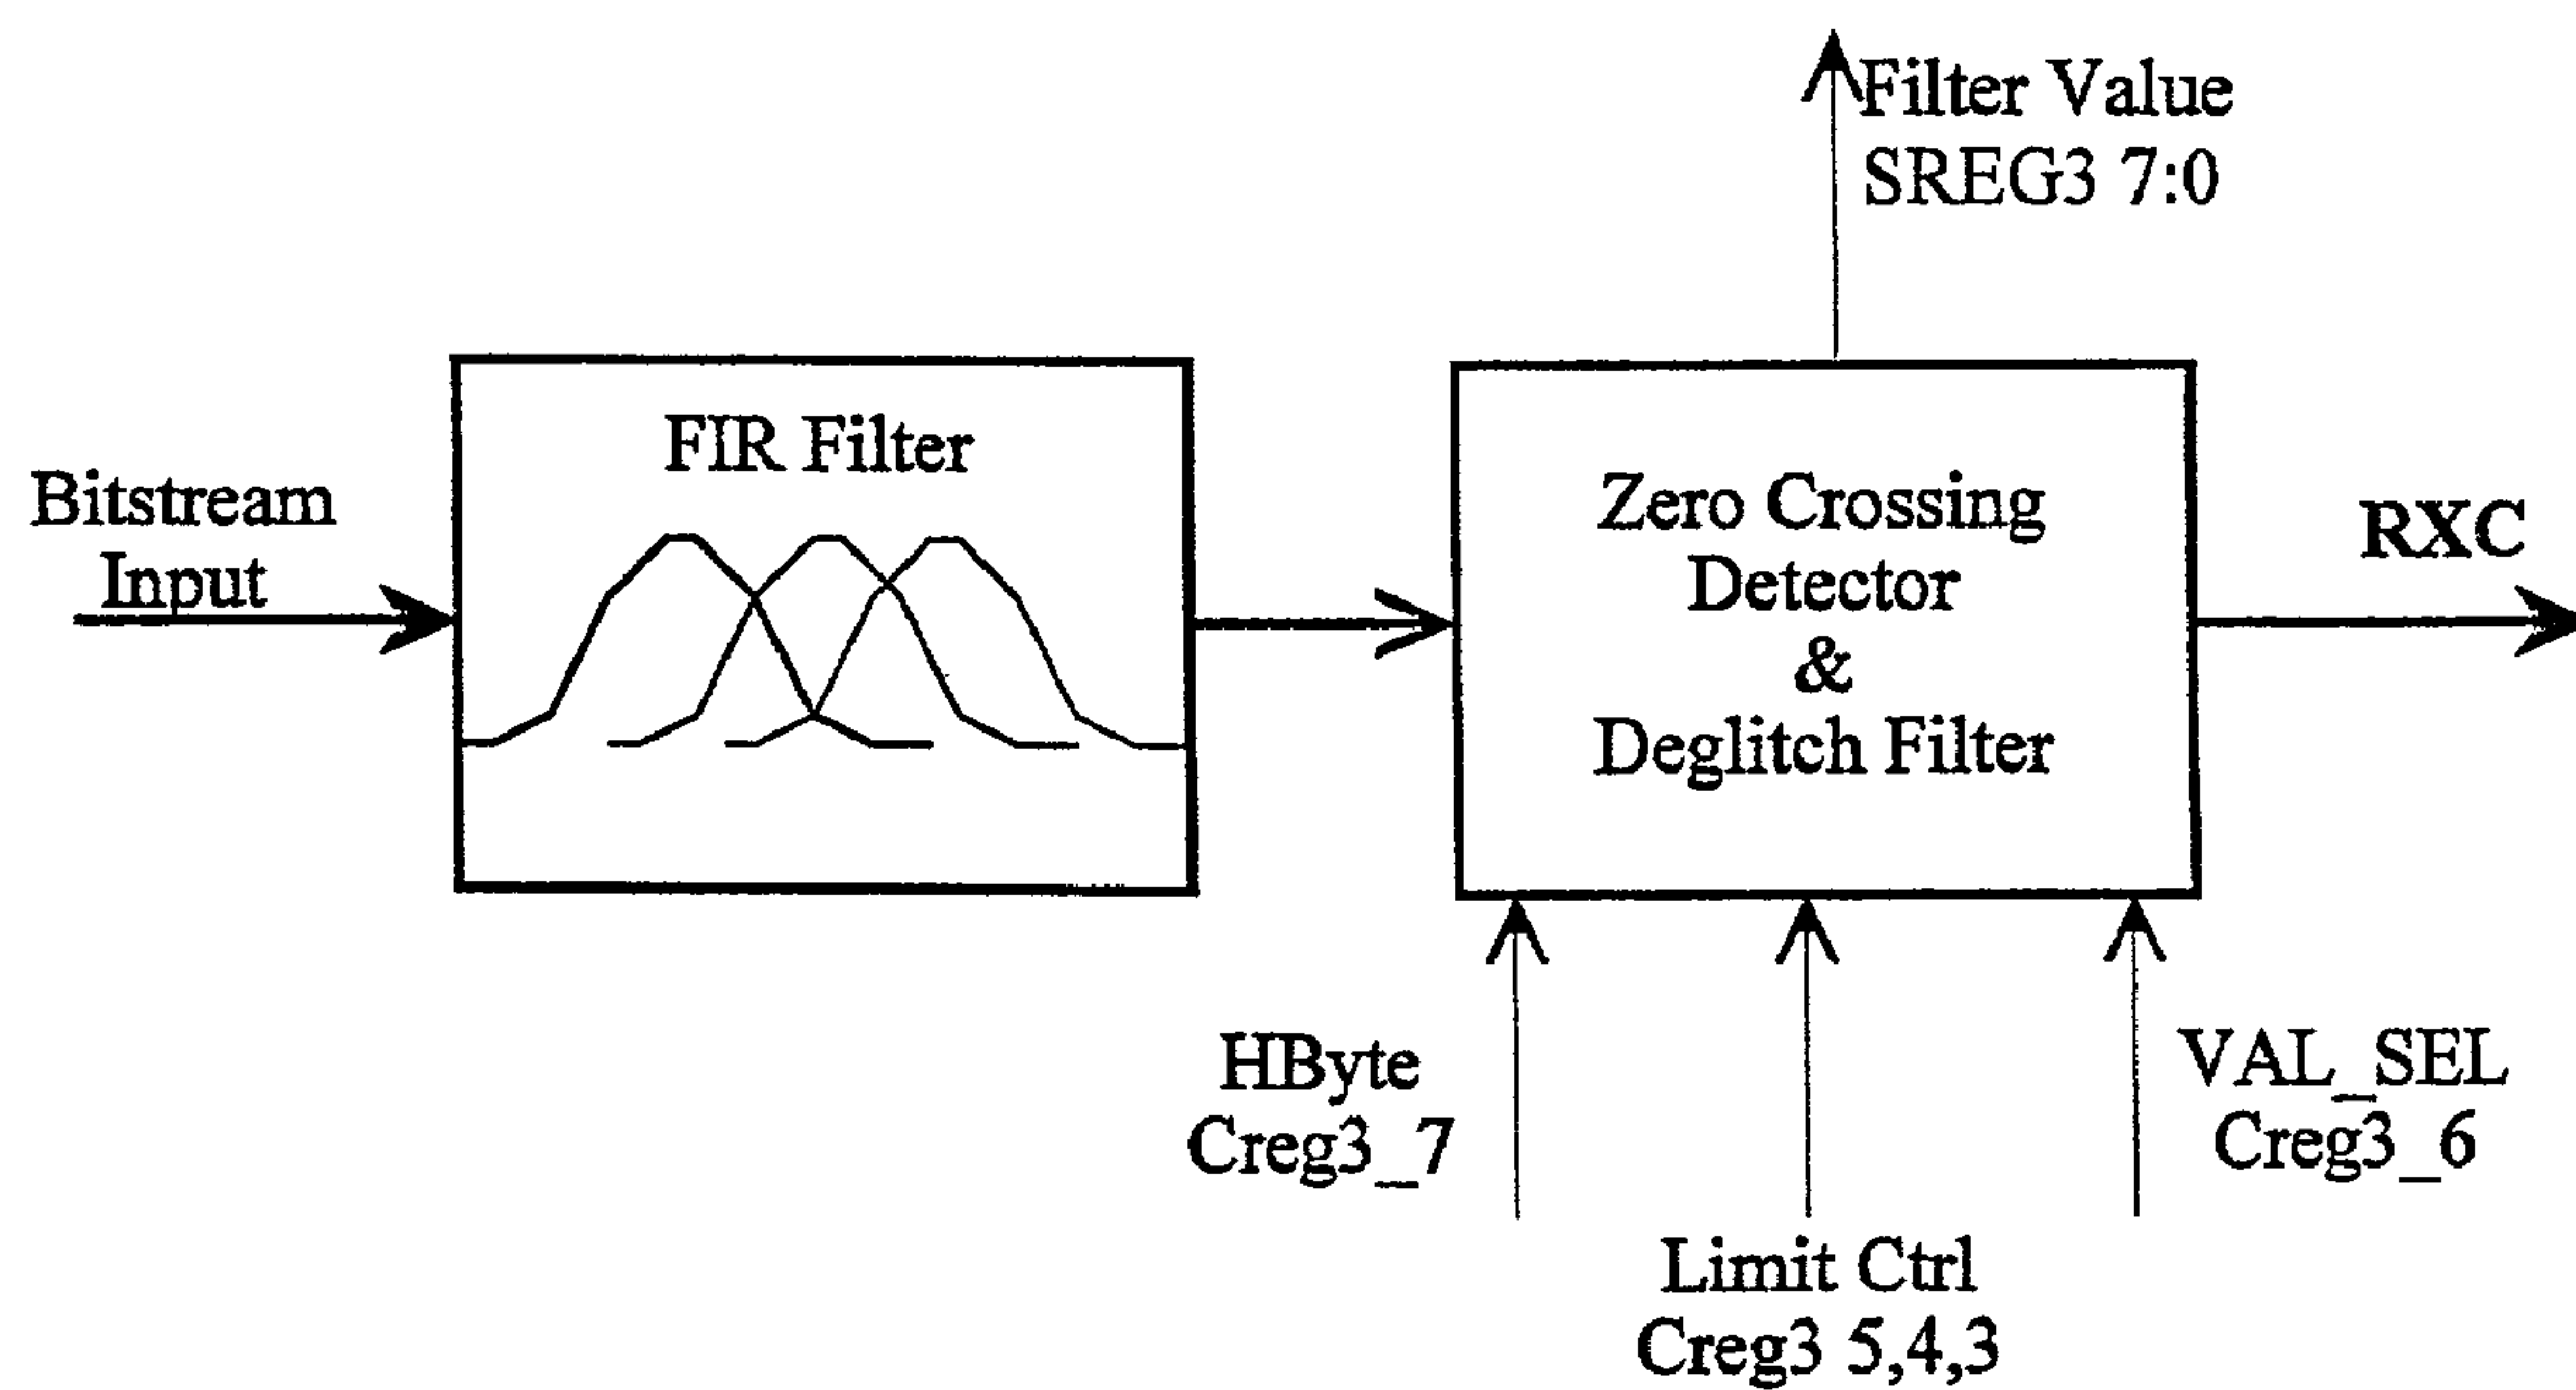 Filter Value
SREG3 7:0
FIR Filter
Bitstream
Input
Zero Crossing
Detector
&
Deglitch Filter
RXC
HByte
Creg3_7
VAL_SEL
Creg3_6
Limit Ctrl
Creg3 5,4,3